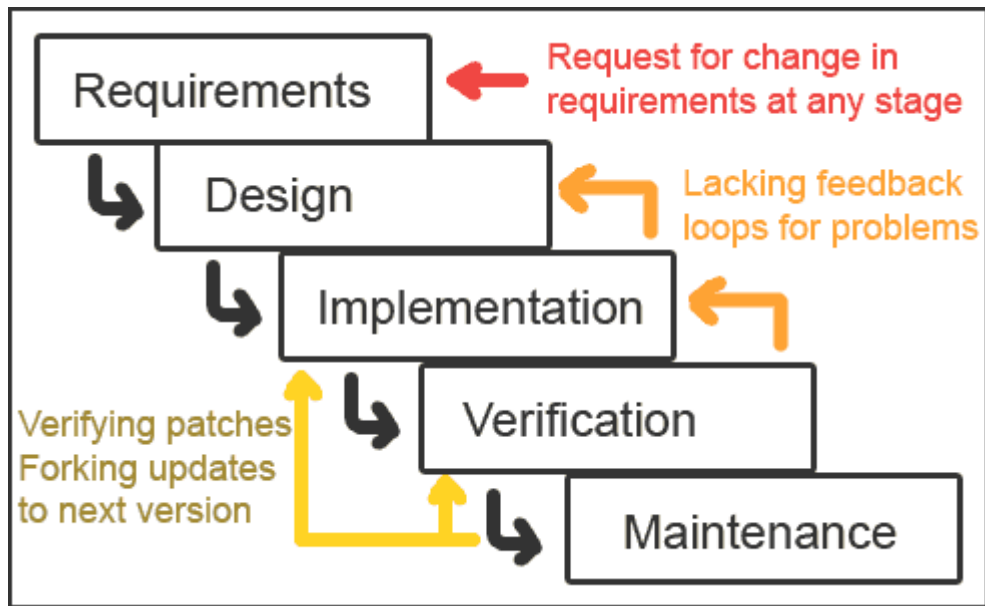 Requirements
Request for change in
requirements at any stage
Design
Lacking feedback
loops for problems
Implementation
Verification
Verifying patches
Forking updates
to next version
Maintenance